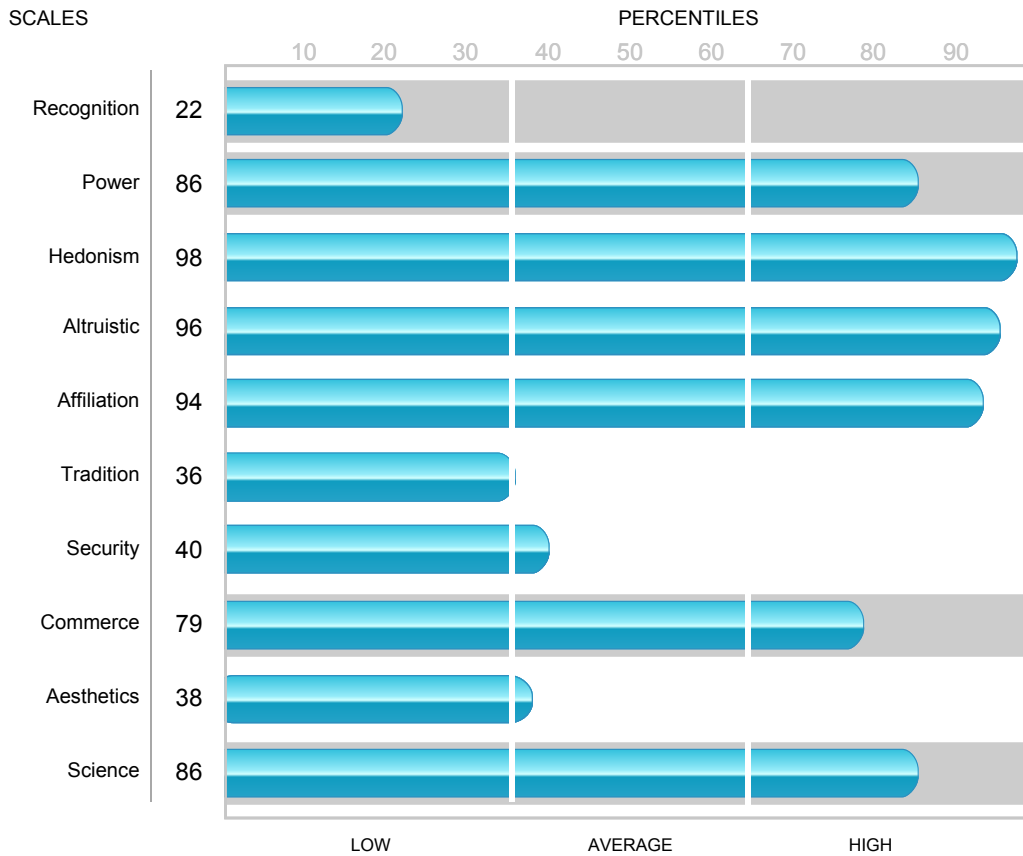 SCALES PERCENTILES
10 20 30 40 50 60 70 80 90
Recognition 22
Power 86
Hedonism 98
Altruistic 96
Affiliation 94
Tradition 36
Security 40
Commerce 79
Aesthetics 38
Science 86
LOW AVERAGE HIGH